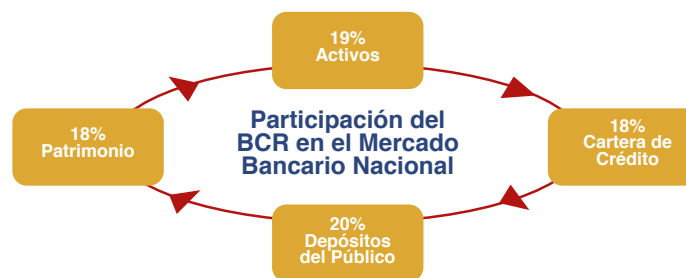 19%
Activos
18%
Patrimonio
Participación del
BCR en el Mercado
Bancario Nacional
18%
Cartera de
Crédito
20%
Depósitos
del Público